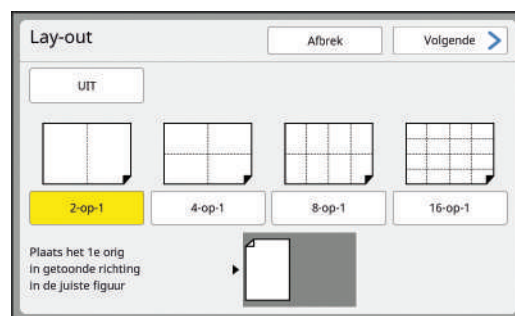 Lay-out
Afbrek
Volgende
UIT
2-op-1
4-op-1
8-op-1
16-op-1
Plaats het 1e orig
in getoonde richting
in de juiste figuur